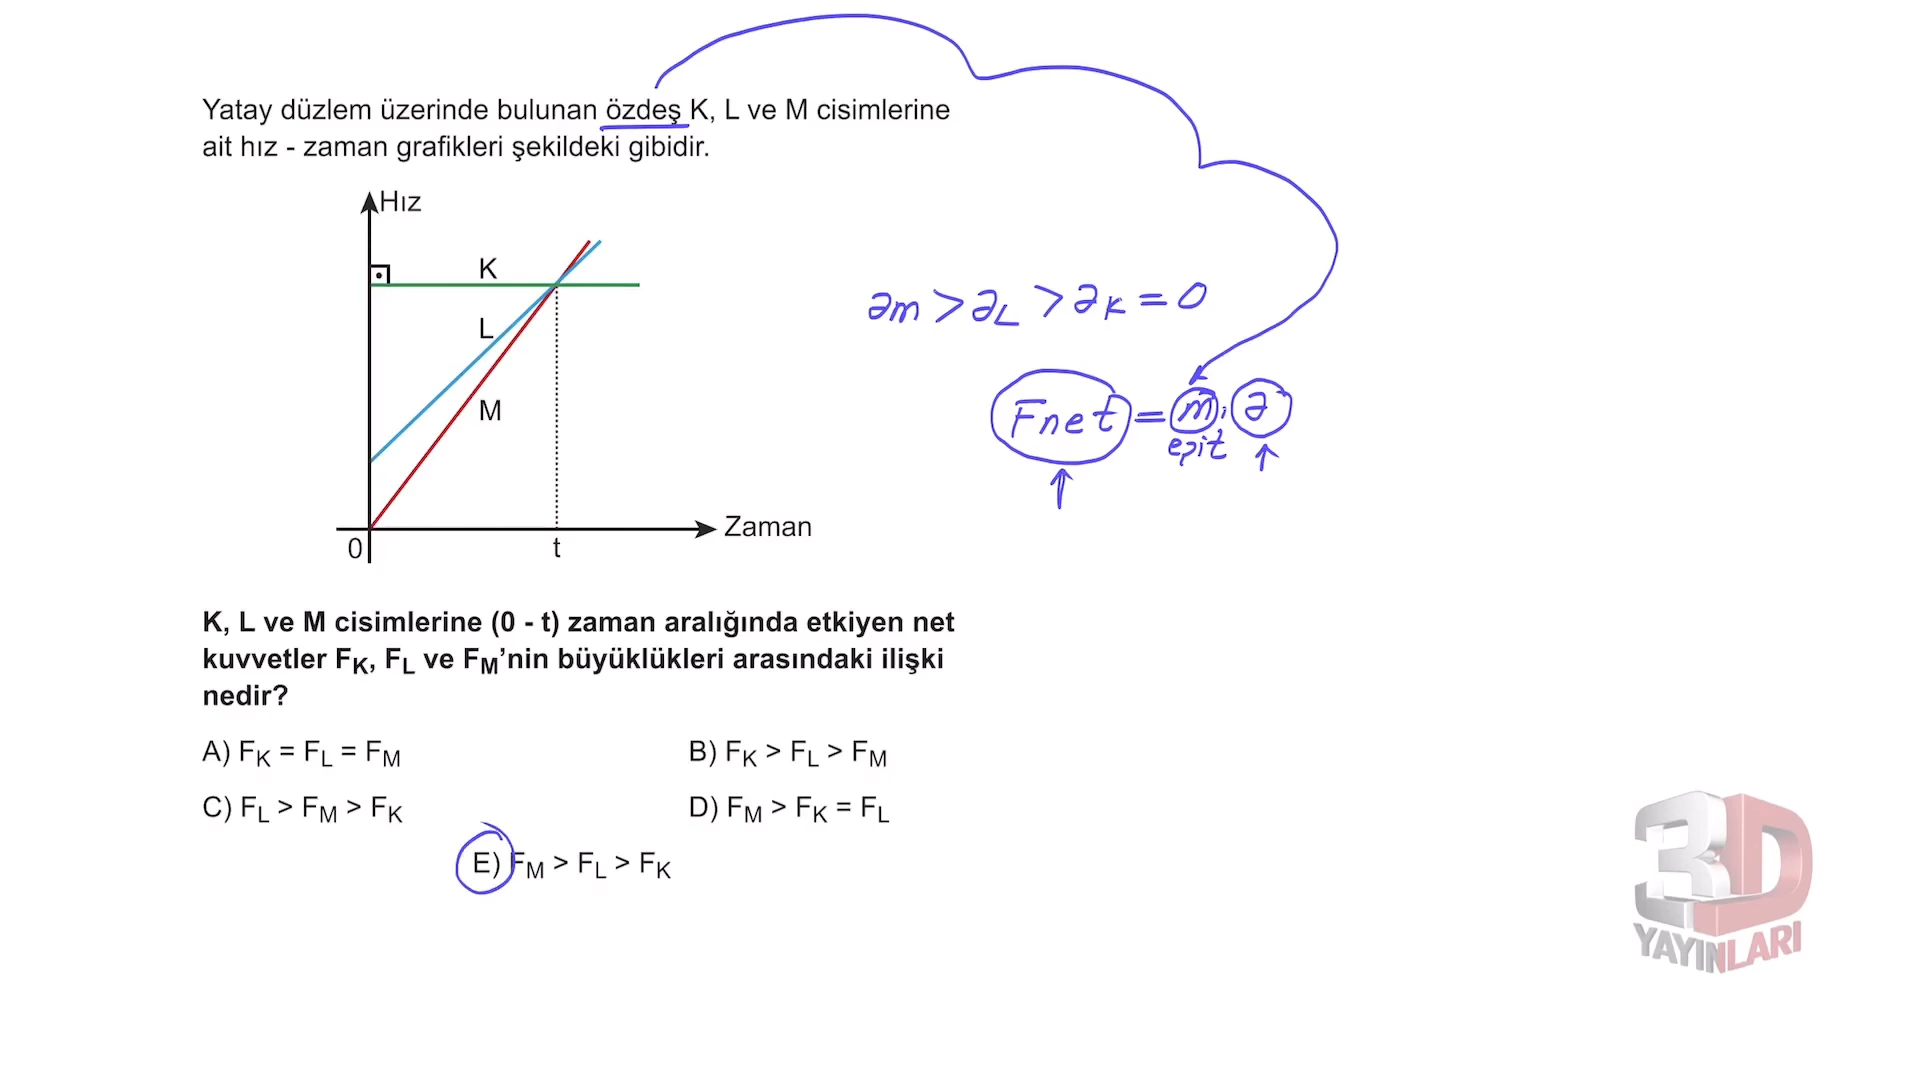 Yatay düzlem üzerinde bulunan özdeş K, L ve M cisimlerine
ait hız - zaman grafikleri şekildeki gibidir.
Hız
K
L
M
Zaman
0
t
am > aL > aK = 0
Fnet = m . a
eşit
K, L ve M cisimlerine (0 - t) zaman aralığında etkiyen net
kuvvetler FK, FL ve FM’nin büyüklükleri arasındaki ilişki
nedir?
A) FK = FL = FM
B) FK > FL > FM
C) FL > FM > FK
D) FM > FK = FL
E) FM > FL > FK
3D
YAYINLARI